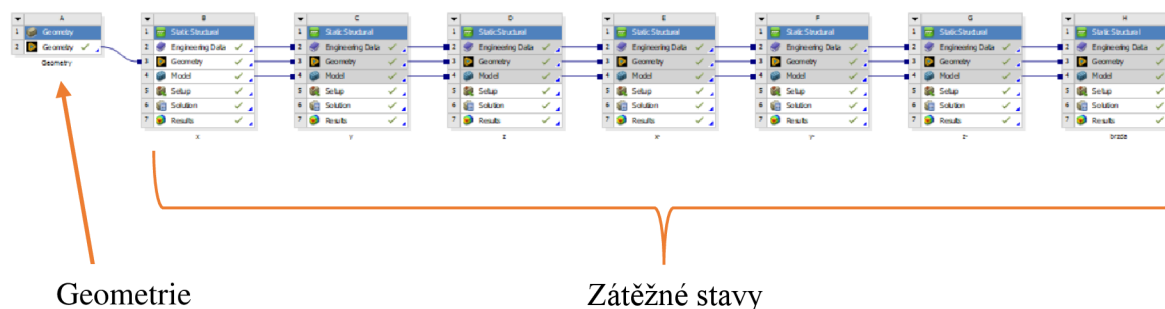 A
1 Geometry
2 Geometry
Geometry
B
1 Static Structural
2 Engineering Data
3 Geometry
4 Model
5 Setup
6 Solution
7 Results
x
C
1 Static Structural
2 Engineering Data
3 Geometry
4 Model
5 Setup
6 Solution
7 Results
y
D
1 Static Structural
2 Engineering Data
3 Geometry
4 Model
5 Setup
6 Solution
7 Results
z
E
1 Static Structural
2 Engineering Data
3 Geometry
4 Model
5 Setup
6 Solution
7 Results
x-
F
1 Static Structural
2 Engineering Data
3 Geometry
4 Model
5 Setup
6 Solution
7 Results
y-
G
1 Static Structural
2 Engineering Data
3 Geometry
4 Model
5 Setup
6 Solution
7 Results
z-
H
1 Static Structural
2 Engineering Data
3 Geometry
4 Model
5 Setup
6 Solution
7 Results
brzda
Geometrie
Zátěžné stavy